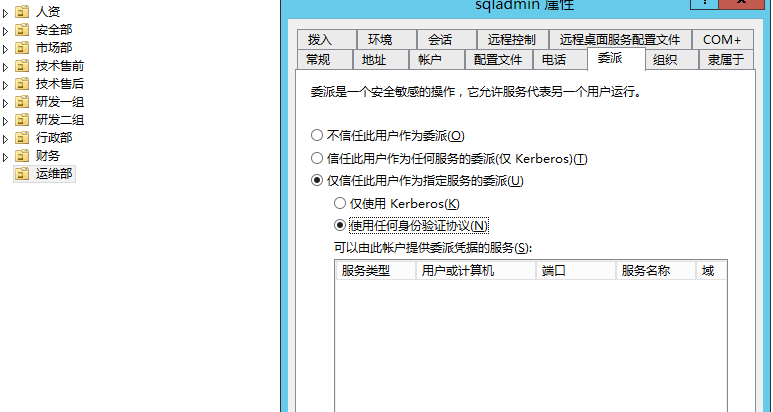 人资
安全部
市场部
技术售前
技术售后
研发一组
研发二组
行政部
财务
运维部
sqladmin 属性
拨入 环境 会话 远程控制 远程桌面服务配置文件 COM+
常规 地址 帐户 配置文件 电话 委派 组织 隶属于
委派是一个安全敏感的操作，它允许服务代表另一个用户运行。
不信任此用户作为委派(O)
信任此用户作为任何服务的委派(仅 Kerberos)(T)
仅信任此用户作为指定服务的委派(U)
仅使用 Kerberos(K)
使用任何身份验证协议(N)
可以由此帐户提供委派凭据的服务(S):
服务类型 用户或计算机 端口 服务名称 域